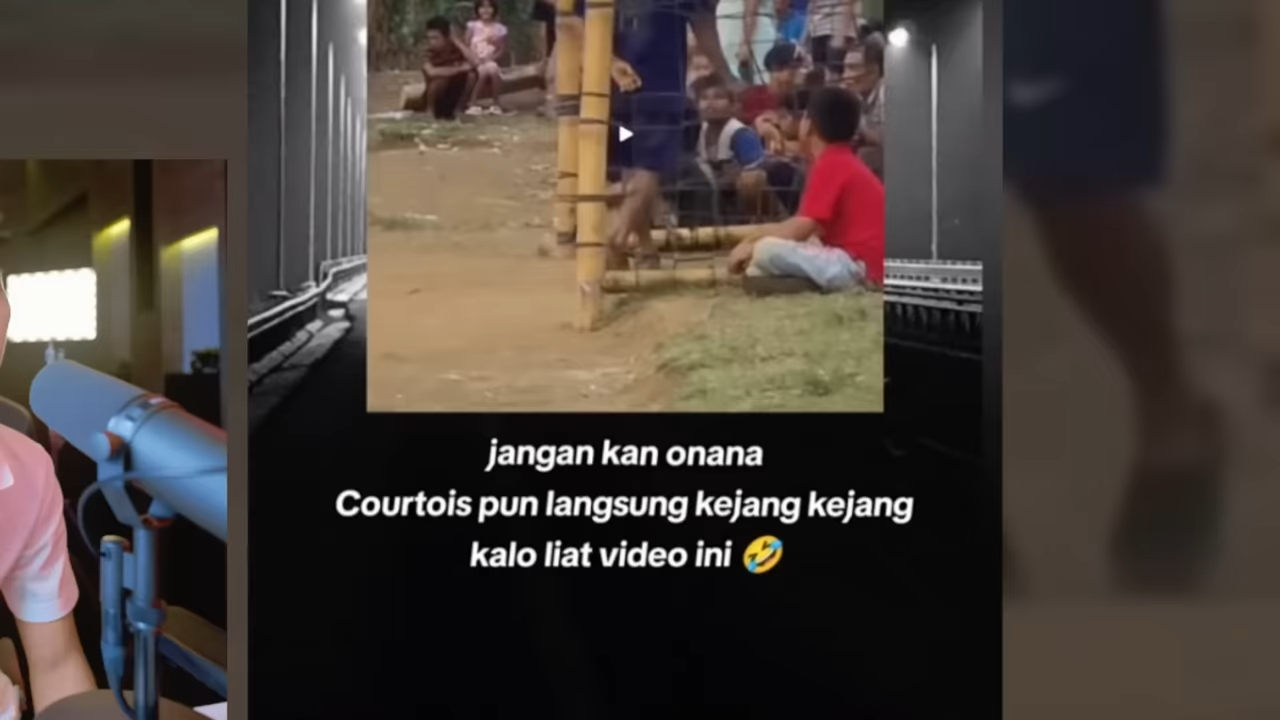 jangan kan onana
Courtois pun langsung kejang kejang
kalo liat video ini 🤣